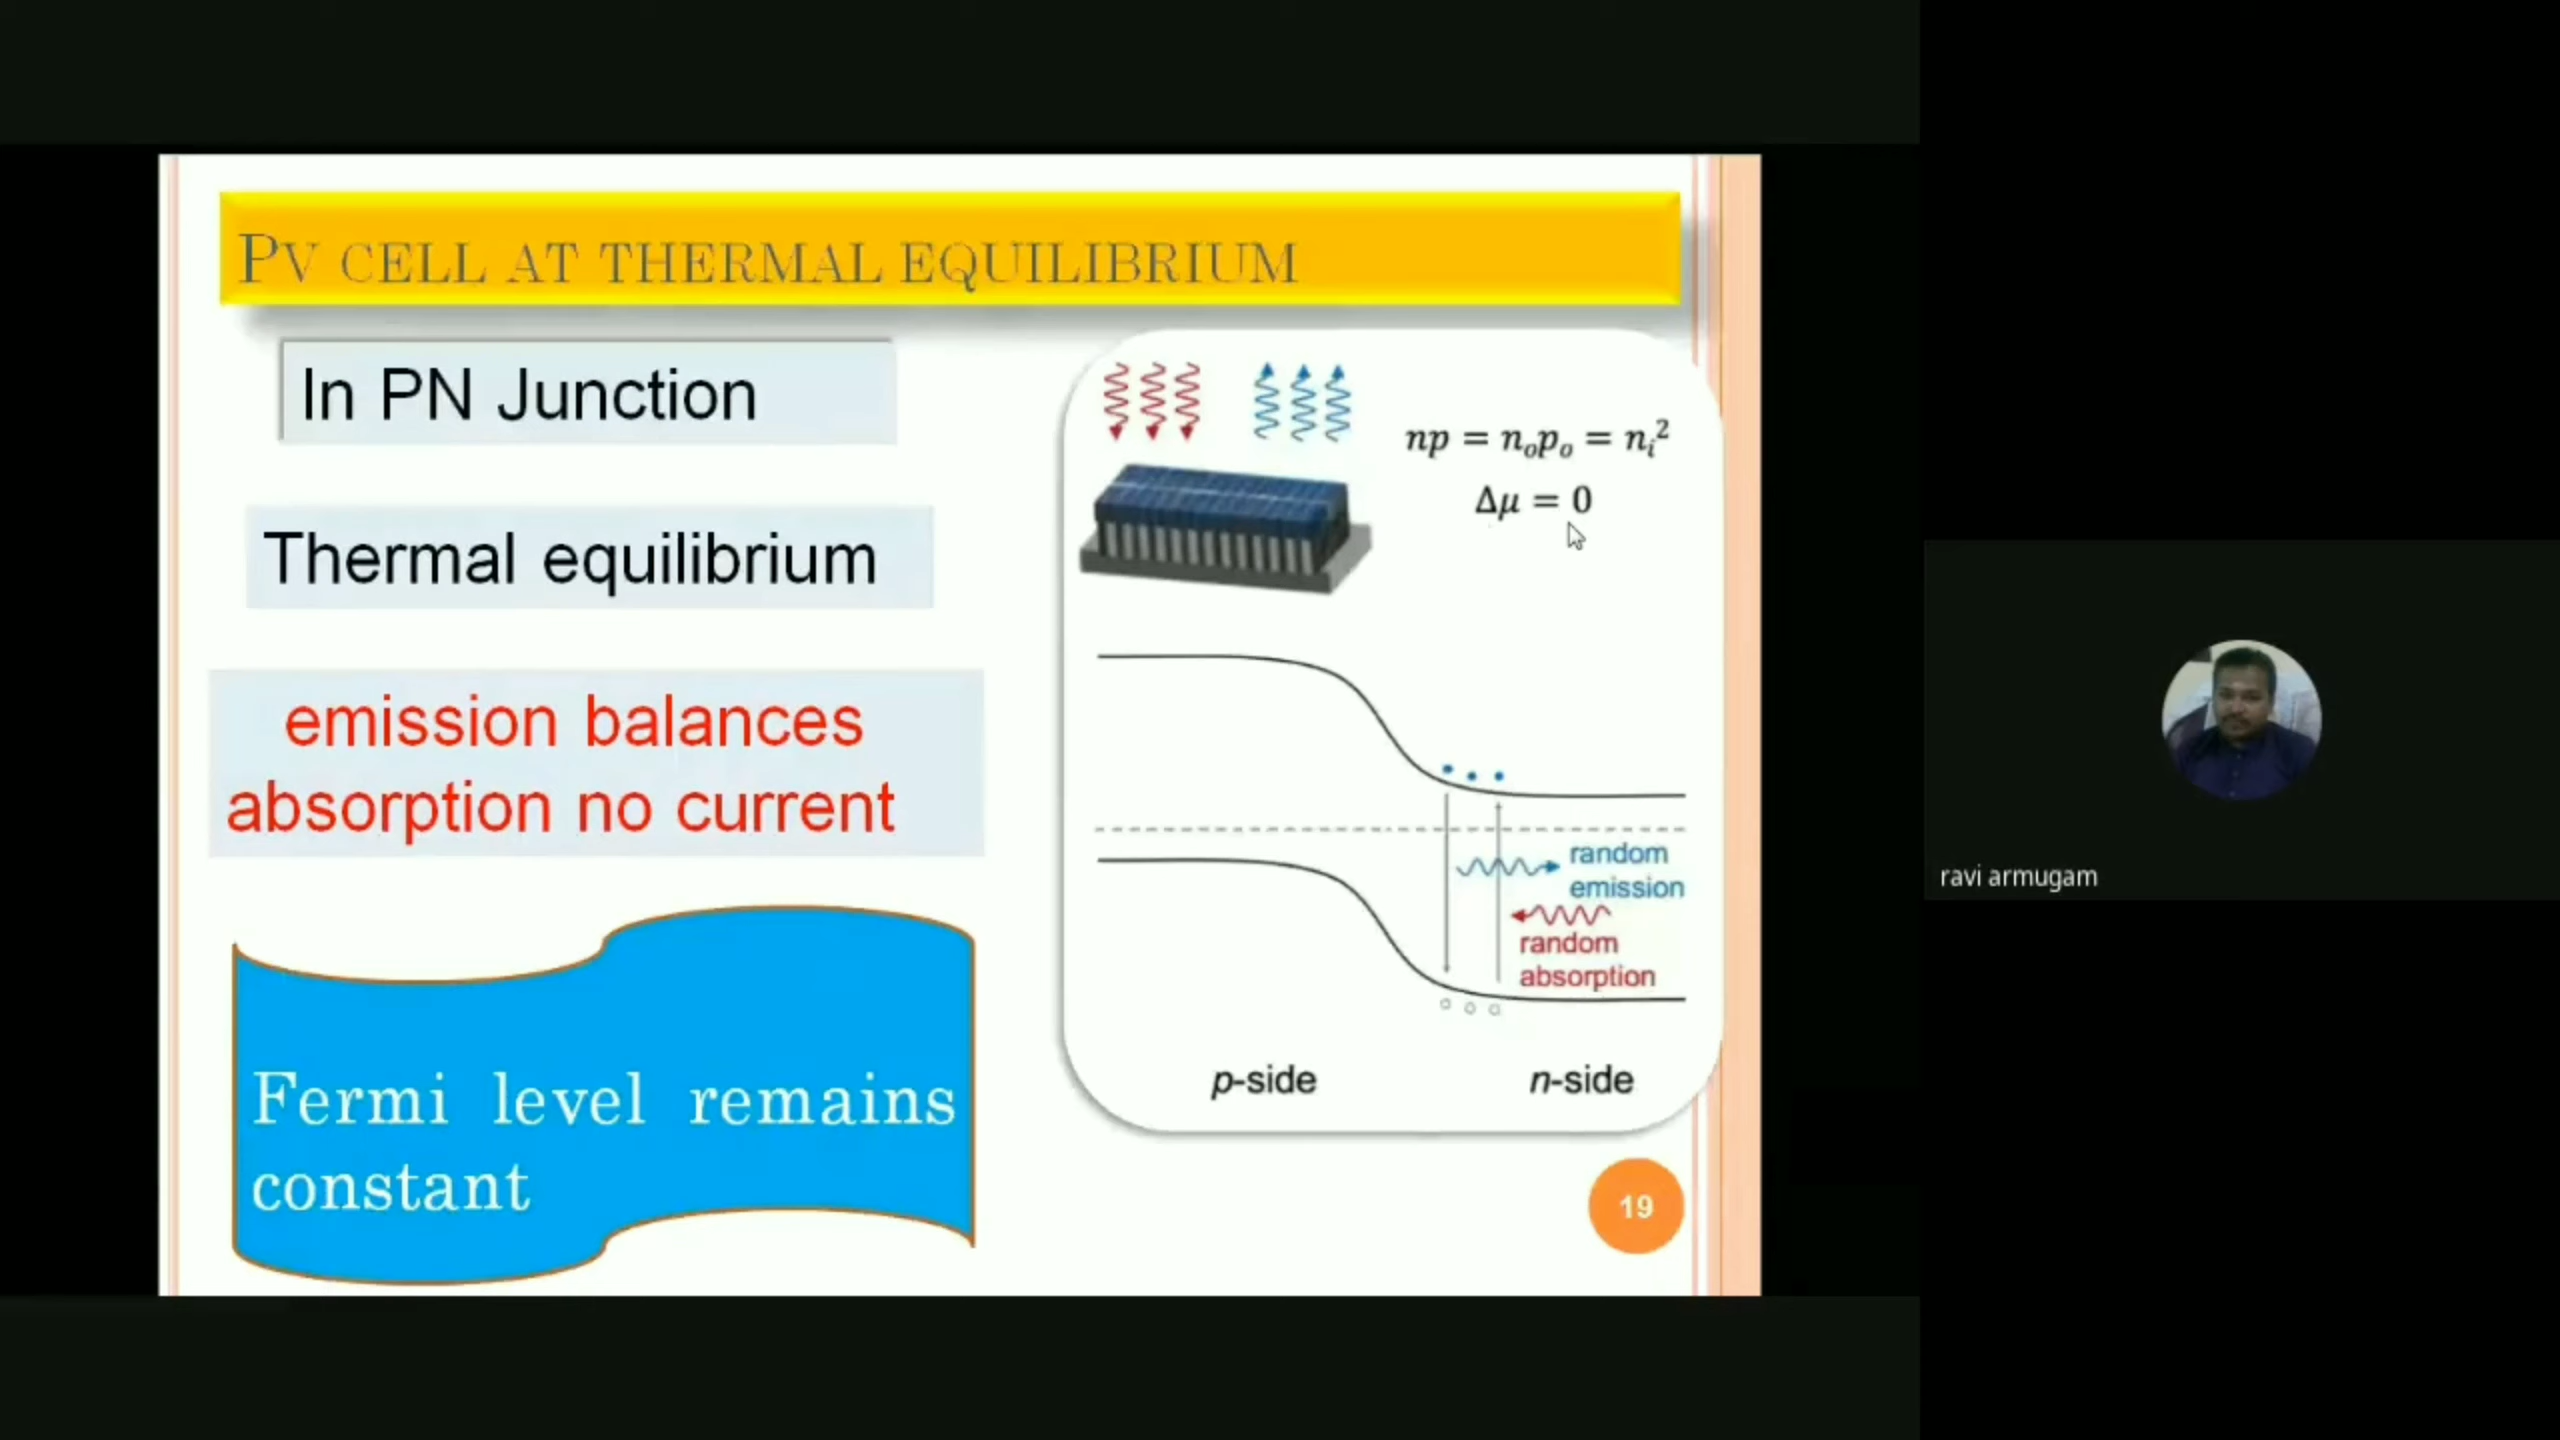 PV CELL AT THERMAL EQUILIBRIUM
In PN Junction
Thermal equilibrium
emission balances
absorption no current
Fermi level remains
constant
np = nₒpₒ = nᵢ²
Δμ = 0
random
emission
random
absorption
p-side
n-side
19
ravi armugam